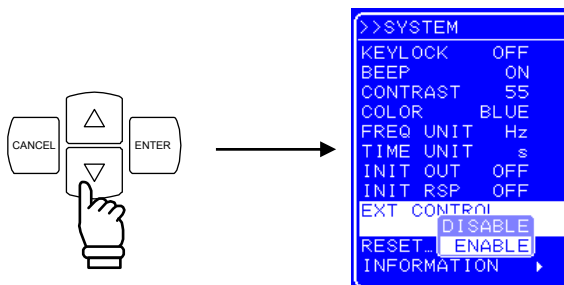 CANCEL
ENTER
>>SYSTEM
KEYLOCK OFF
BEEP ON
CONTRAST 55
COLOR BLUE
FREQ UNIT Hz
TIME UNIT s
INIT OUT OFF
INIT RSP OFF
EXT CONTROL
DISABLE
RESET… ENABLE
INFORMATION